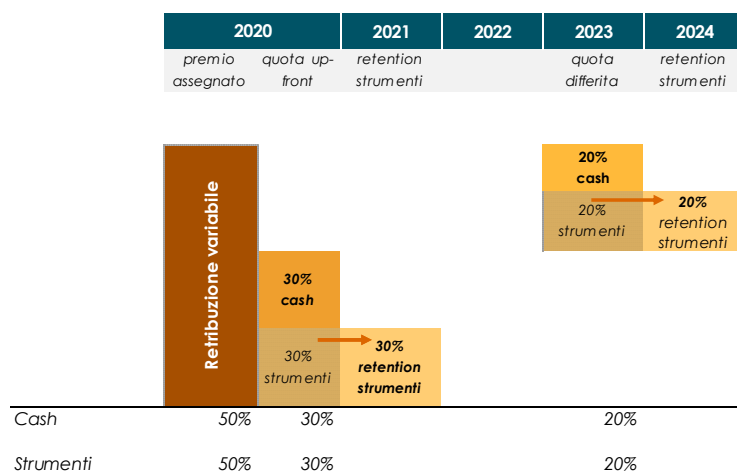 2020 2021 2022 2023 2024
premio quota up- retention quota retention
assegnato front strumenti differita strumenti
20%
cash
20%
strumenti
20%
retention
strumenti
Retribuzione variabile
30%
cash
30%
strumenti
30%
retention
strumenti
Cash 50% 30% 20%
Strumenti 50% 30% 20%